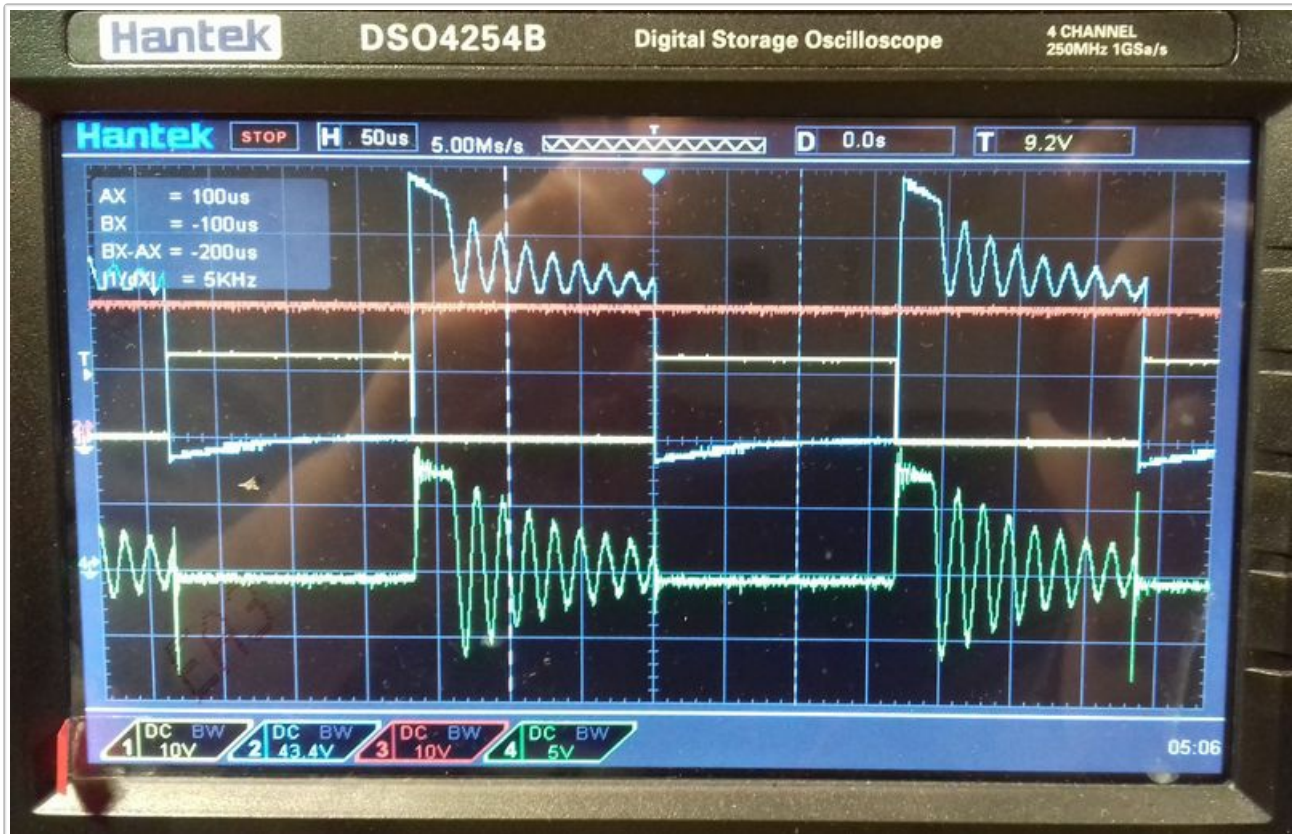 Hantek DSO4254B Digital Storage Oscilloscope 4 CHANNEL
250MHz 1GSa/s
Hantek STOP H 50us 5.00Ms/s T D 0.0s T 9.2V
AX = 100us
BX = -100us
BX-AX = -200us
|1/dX| = 5KHz
T
1 DC BW 10V 2 DC BW 43.4V 3 DC BW 10V 4 DC BW 5V
05:06